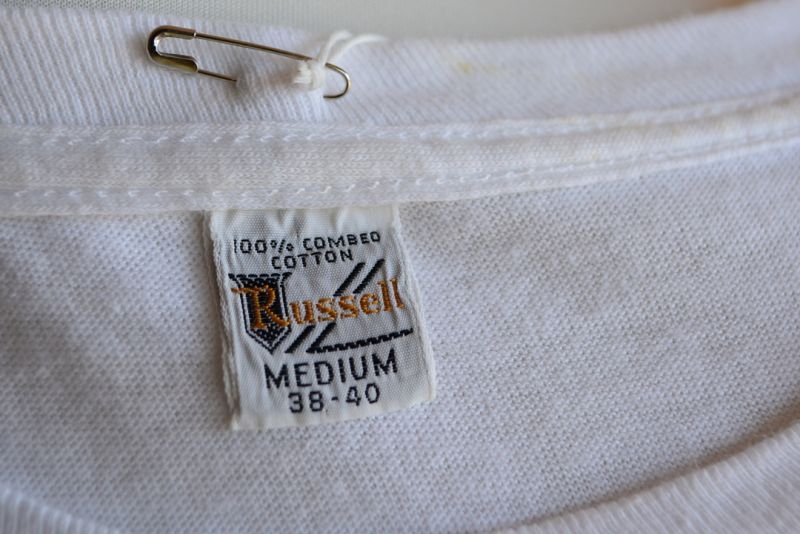 100% COMBED
COTTON
Russell
MEDIUM
38-40